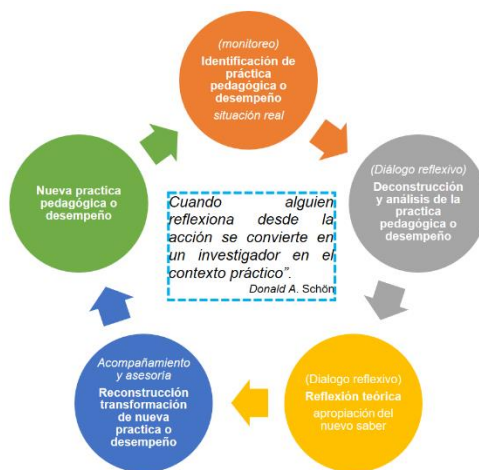 (monitoreo)
Identificación de
práctica
pedagógica o
desempeño
situación real
(Diálogo reflexivo)
Deconstrucción
y análisis de la
practica
pedagógica o
desempeño
(Dialogo reflexivo)
Reflexión teórica
apropiación del
nuevo saber
Acompañamiento
y asesoría
Reconstrucción
transformación
de nueva
practica o
desempeño
Nueva practica
pedagógica o
desempeño
Cuando alguien
reflexiona desde la
acción se convierte en
un investigador en el
contexto práctico”.
Donald A. Schön